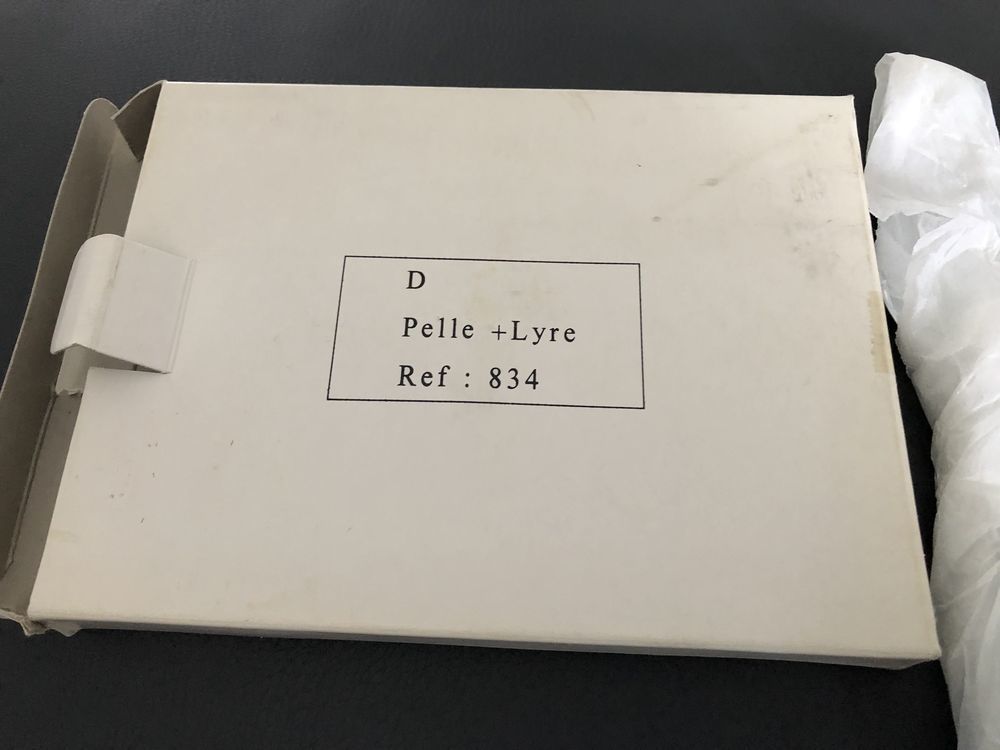 D
Pelle +Lyre
Ref : 834